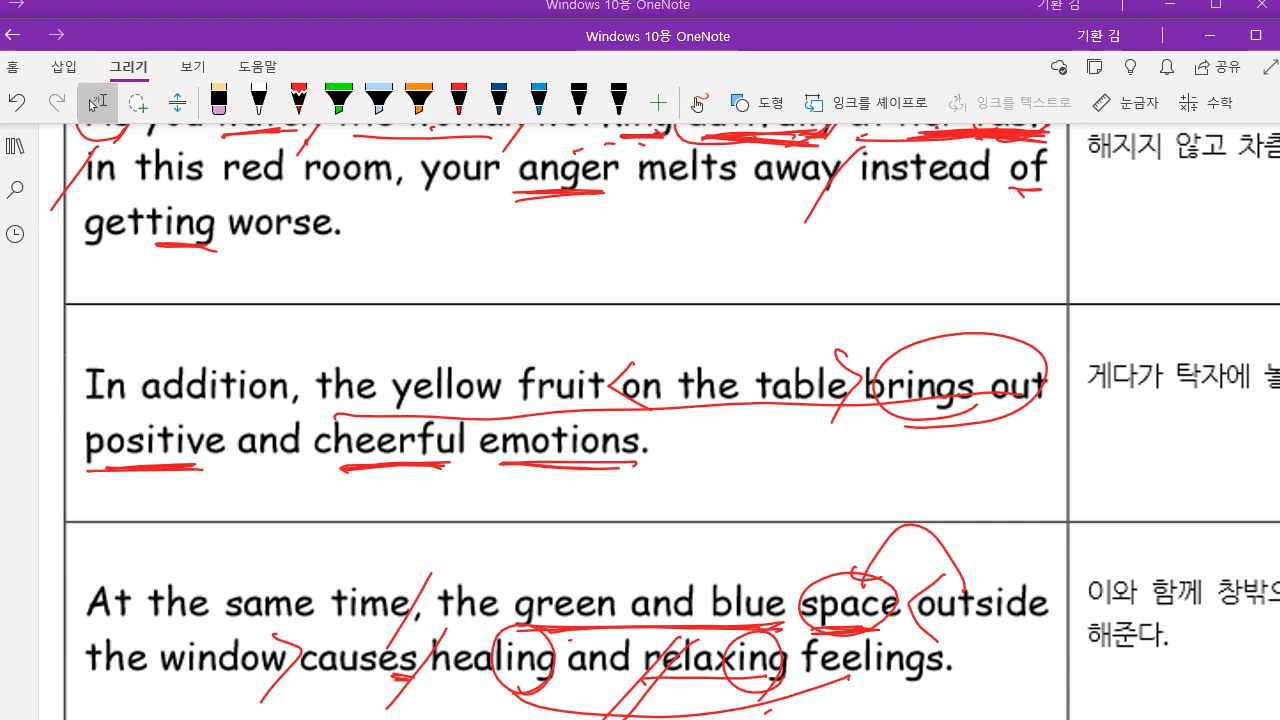 Windows 10용 OneNote
기환 김
Windows 10용 OneNote
기환 김
홈 삽입 그리기 보기 도움말
공유
도형 잉크를 셰이프로 잉크를 텍스트로 눈금자 수학
in this red room, your anger melts away instead of
getting worse.
해지지 않고 차츰
In addition, the yellow fruit on the table brings out
positive and cheerful emotions.
게다가 탁자에 놓
At the same time, the green and blue space outside
the window causes healing and relaxing feelings.
이와 함께 창밖으
해준다.